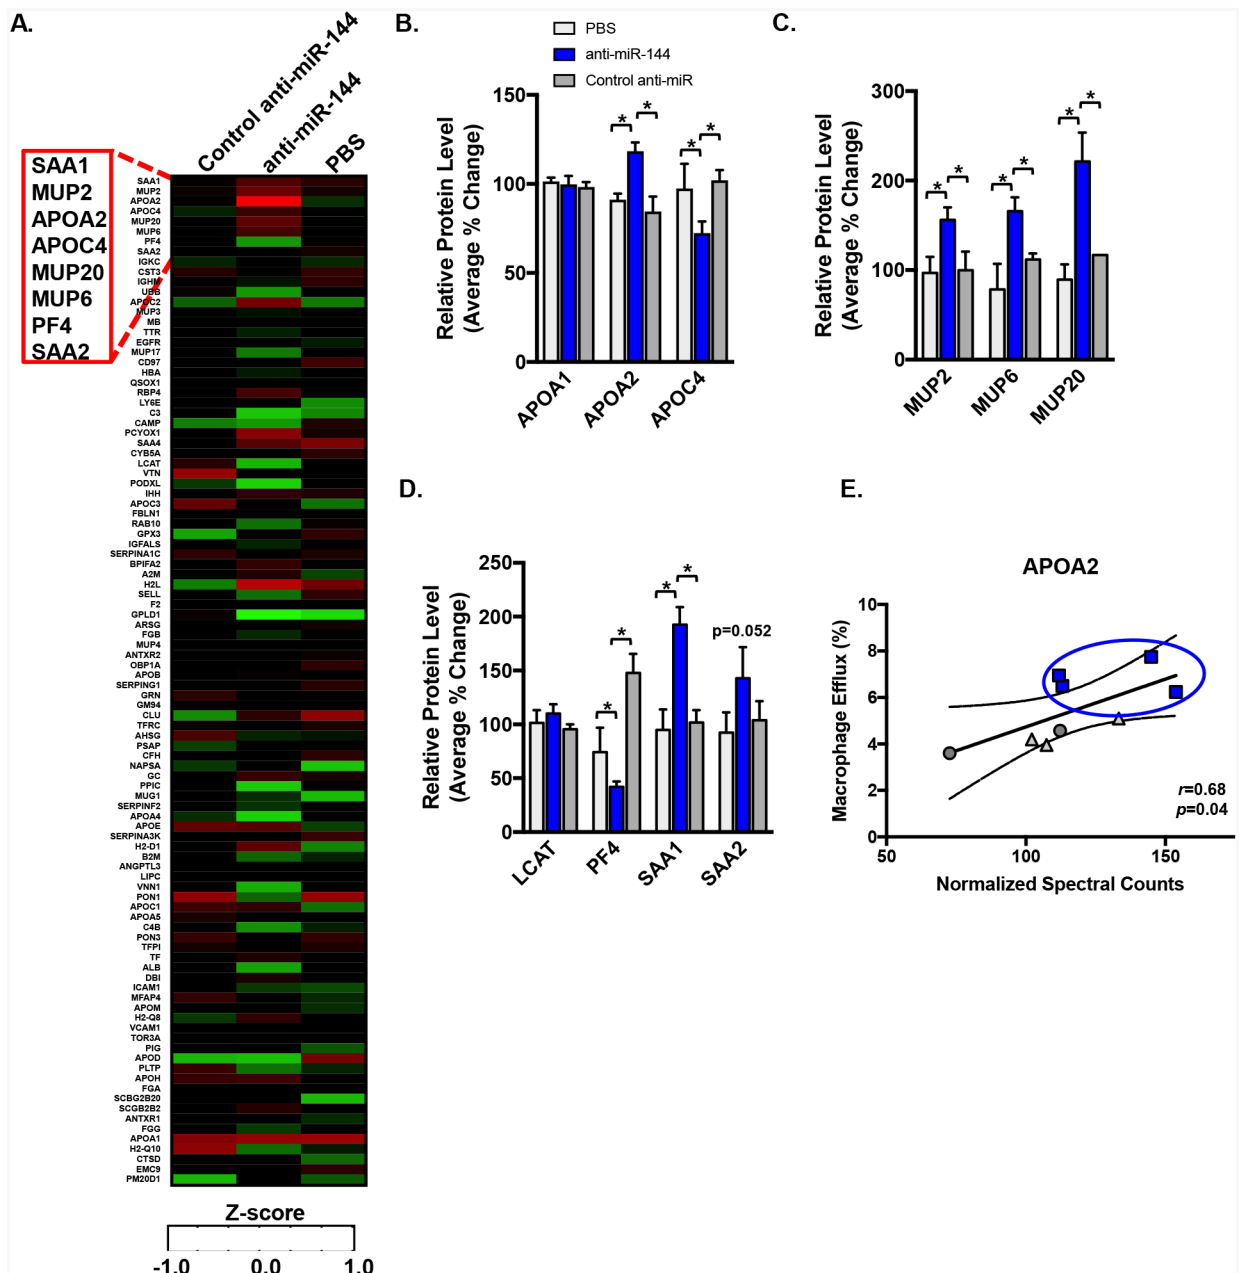 A.
Control anti-miR-144
anti-miR-144
PBS
SAA1
MUP2
APOA2
APOC4
MUP20
MUP6
PF4
SAA2
SAA1
MUP2
APOA2
APOC4
MUP20
MUP6
PF4
SAA2
IGKC
CST3
IGHM
UBB
APOC2
MUP3
MB
TTR
EGFR
MUP17
CD97
HBA
QSOX1
RBP4
LY6E
C3
CAMP
PCYOX1
SAA4
CYB5A
LCAT
VTN
PODXL
IHH
APOC3
FBLN1
RAB10
GPX3
IGFALS
SERPINA1C
BPIFA2
A2M
H2L
SELL
F2
GPLD1
ARSG
FGB
MUP4
ANTXR2
OBP1A
APOB
SERPING1
GRN
GM94
CLU
TFRC
AHSG
PSAP
CFH
NAPSA
GC
PPIC
MUG1
SERPINF2
APOA4
APOE
SERPINA3K
H2-D1
B2M
ANGPTL3
LIPC
VNN1
PON1
APOC1
APOA5
C4B
PON3
TFPI
TF
ALB
DBI
ICAM1
MFAP4
APOM
H2-Q8
VCAM1
TOR3A
PIG
APOD
PLTP
APOH
FGA
SCBG2B20
SCGB2B2
ANTXR1
FGG
APOA1
H2-Q10
CTSD
EMC9
PM20D1
Z-score
-1.0 0.0 1.0
B.
PBS
anti-miR-144
Control anti-miR
Relative Protein Level
(Average % Change)
150
100
50
0
* * * *
APOA1 APOA2 APOC4
C.
Relative Protein Level
(Average % Change)
300
200
100
0
* * * * * *
MUP2 MUP6 MUP20
D.
Relative Protein Level
(Average % Change)
250
200
150
100
50
0
* * * *
p=0.052
LCAT PF4 SAA1 SAA2
E.
APOA2
Macrophage Efflux (%)
10
8
6
4
2
0
r=0.68
p=0.04
50 100 150
Normalized Spectral Counts